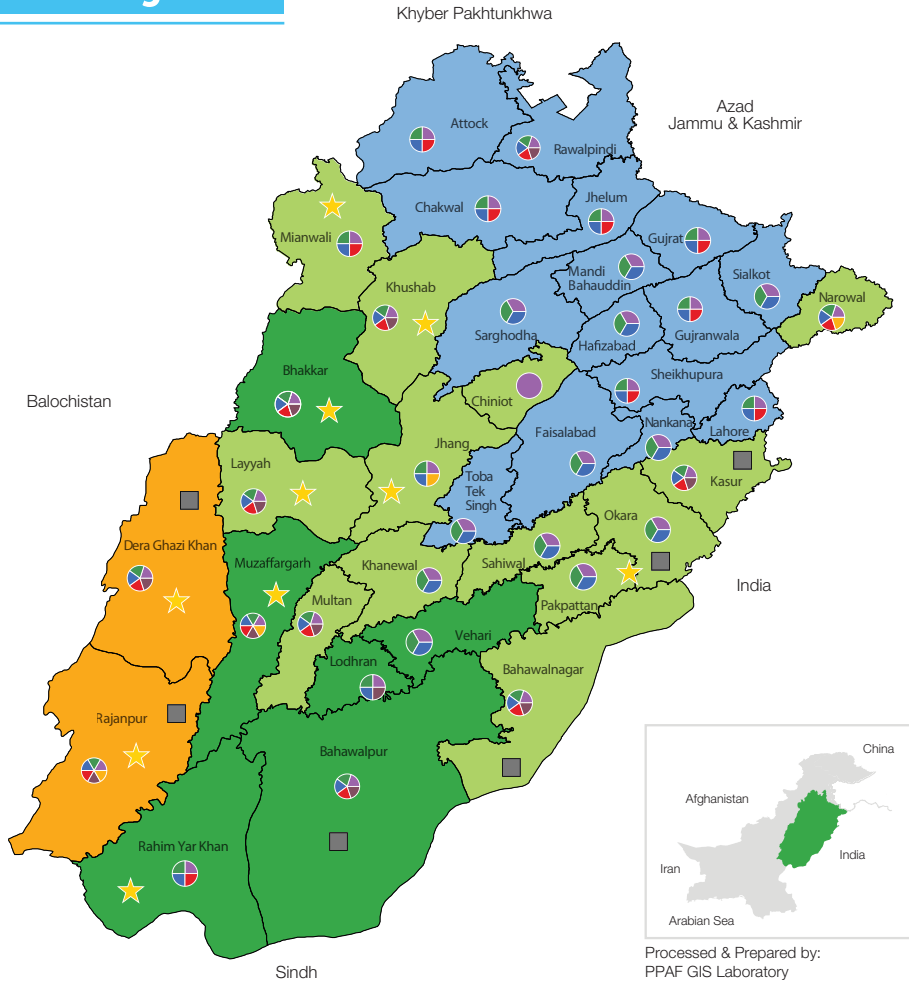 Khyber Pakhtunkhwa
Azad
Jammu & Kashmir
Attock
Rawalpindi
Chakwal
Jhelum
Mianwali
Gujrat
Mandi
Bahauddin
Sialkot
Khushab
Narowal
Sarghodha
Hafizabad
Gujranwala
Bhakkar
Sheikhupura
Balochistan
Chiniot
Nankana
Lahore
Faisalabad
Jhang
Layyah
Toba
Tek
Singh
Kasur
Okara
Dera Ghazi Khan
Muzaffargarh
Khanewal
Sahiwal
India
Multan
Pakpattan
Vehari
Lodhran
Bahawalnagar
Rajanpur
Bahawalpur
China
Afghanistan
Rahim Yar Khan
India
Iran
Arabian Sea
Processed & Prepared by:
PPAF GIS Laboratory
Sindh